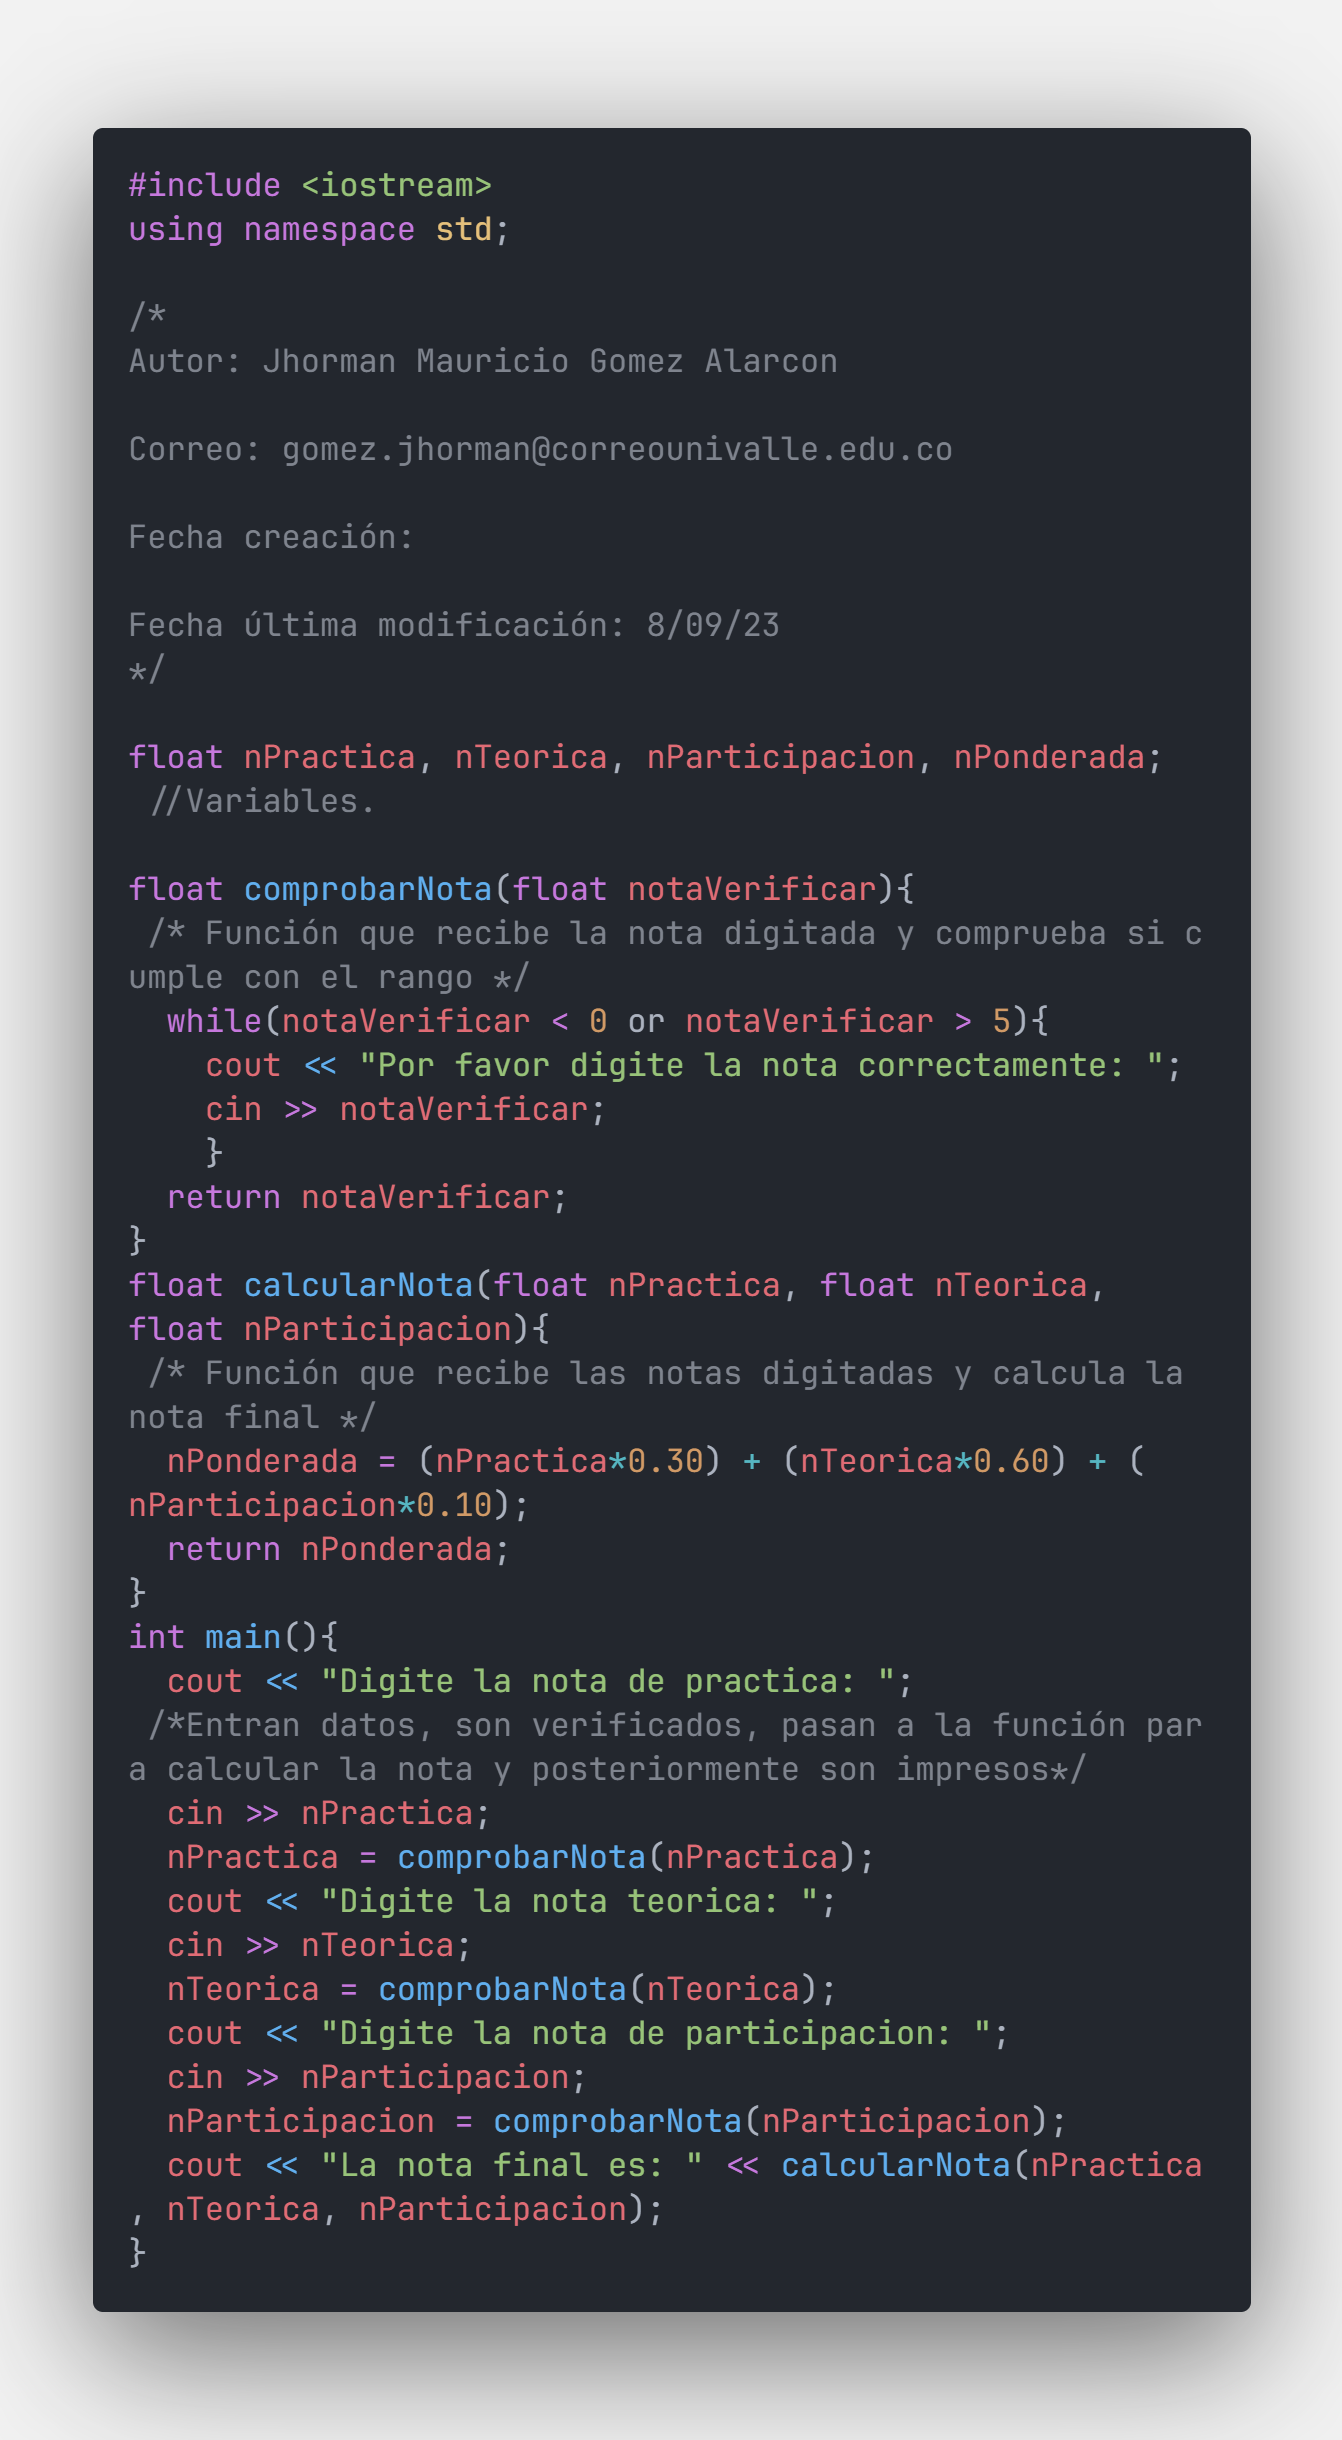 #include <iostream>
using namespace std;
/*
Autor: Jhorman Mauricio Gomez Alarcon
Correo: gomez.jhorman@correounivalle.edu.co
Fecha creación:
Fecha última modificación: 8/09/23
*/
float nPractica, nTeorica, nParticipacion, nPonderada;
//Variables.
float comprobarNota(float notaVerificar){
/* Función que recibe la nota digitada y comprueba si c
umple con el rango */
while(notaVerificar < 0 or notaVerificar > 5){
cout << "Por favor digite la nota correctamente: ";
cin >> notaVerificar;
}
return notaVerificar;
}
float calcularNota(float nPractica, float nTeorica,
float nParticipacion){
/* Función que recibe las notas digitadas y calcula la
nota final */
nPonderada = (nPractica*0.30) + (nTeorica*0.60) + (
nParticipacion*0.10);
return nPonderada;
}
int main(){
cout << "Digite la nota de practica: ";
/*Entran datos, son verificados, pasan a la función par
a calcular la nota y posteriormente son impresos*/
cin >> nPractica;
nPractica = comprobarNota(nPractica);
cout << "Digite la nota teorica: ";
cin >> nTeorica;
nTeorica = comprobarNota(nTeorica);
cout << "Digite la nota de participacion: ";
cin >> nParticipacion;
nParticipacion = comprobarNota(nParticipacion);
cout << "La nota final es: " << calcularNota(nPractica
, nTeorica, nParticipacion);
}